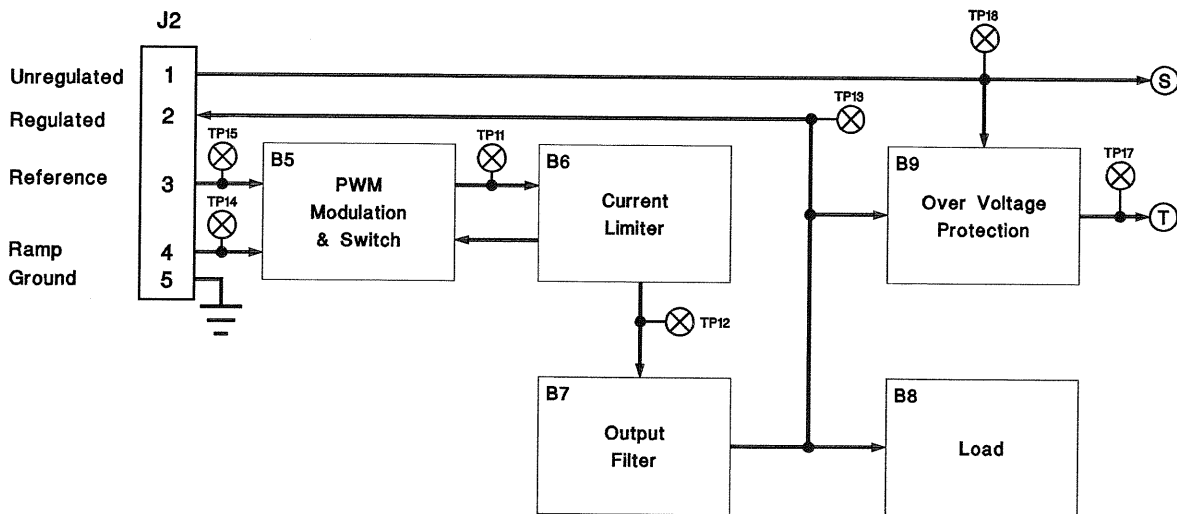 J2
TP18
Unregulated 1
S
Regulated 2
TP13
TP15
TP11
B5
B6
B9
TP17
Reference 3
PWM
Modulation
& Switch
Current
Limiter
Over Voltage
Protection
T
TP14
Ramp 4
Ground 5
TP12
B7
B8
Output
Filter
Load